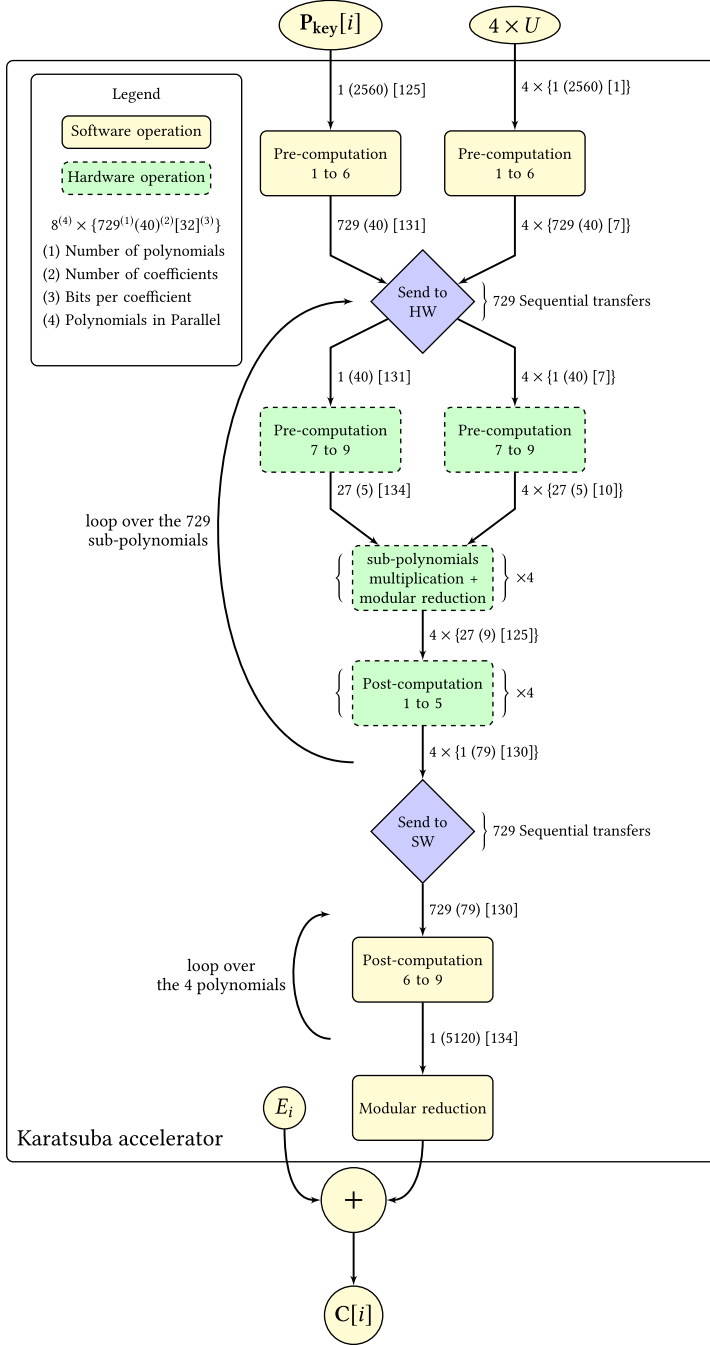 P_key[i]
4 × U
1 (2560) [125]
4 × {1 (2560) [1]}
Legend
Software operation
Hardware operation
8^(4) × {729^(1)(40)^(2)[32]^(3)}
(1) Number of polynomials
(2) Number of coefficients
(3) Bits per coefficient
(4) Polynomials in Parallel
Pre-computation
1 to 6
Pre-computation
1 to 6
729 (40) [131]
4 × {729 (40) [7]}
Send to
HW
729 Sequential transfers
1 (40) [131]
4 × {1 (40) [7]}
Pre-computation
7 to 9
Pre-computation
7 to 9
27 (5) [134]
4 × {27 (5) [10]}
loop over the 729
sub-polynomials
sub-polynomials
multiplication +
modular reduction
×4
4 × {27 (9) [125]}
Post-computation
1 to 5
×4
4 × {1 (79) [130]}
Send to
SW
729 Sequential transfers
729 (79) [130]
loop over
the 4 polynomials
Post-computation
6 to 9
1 (5120) [134]
E_i
Modular reduction
Karatsuba accelerator
+
C[i]